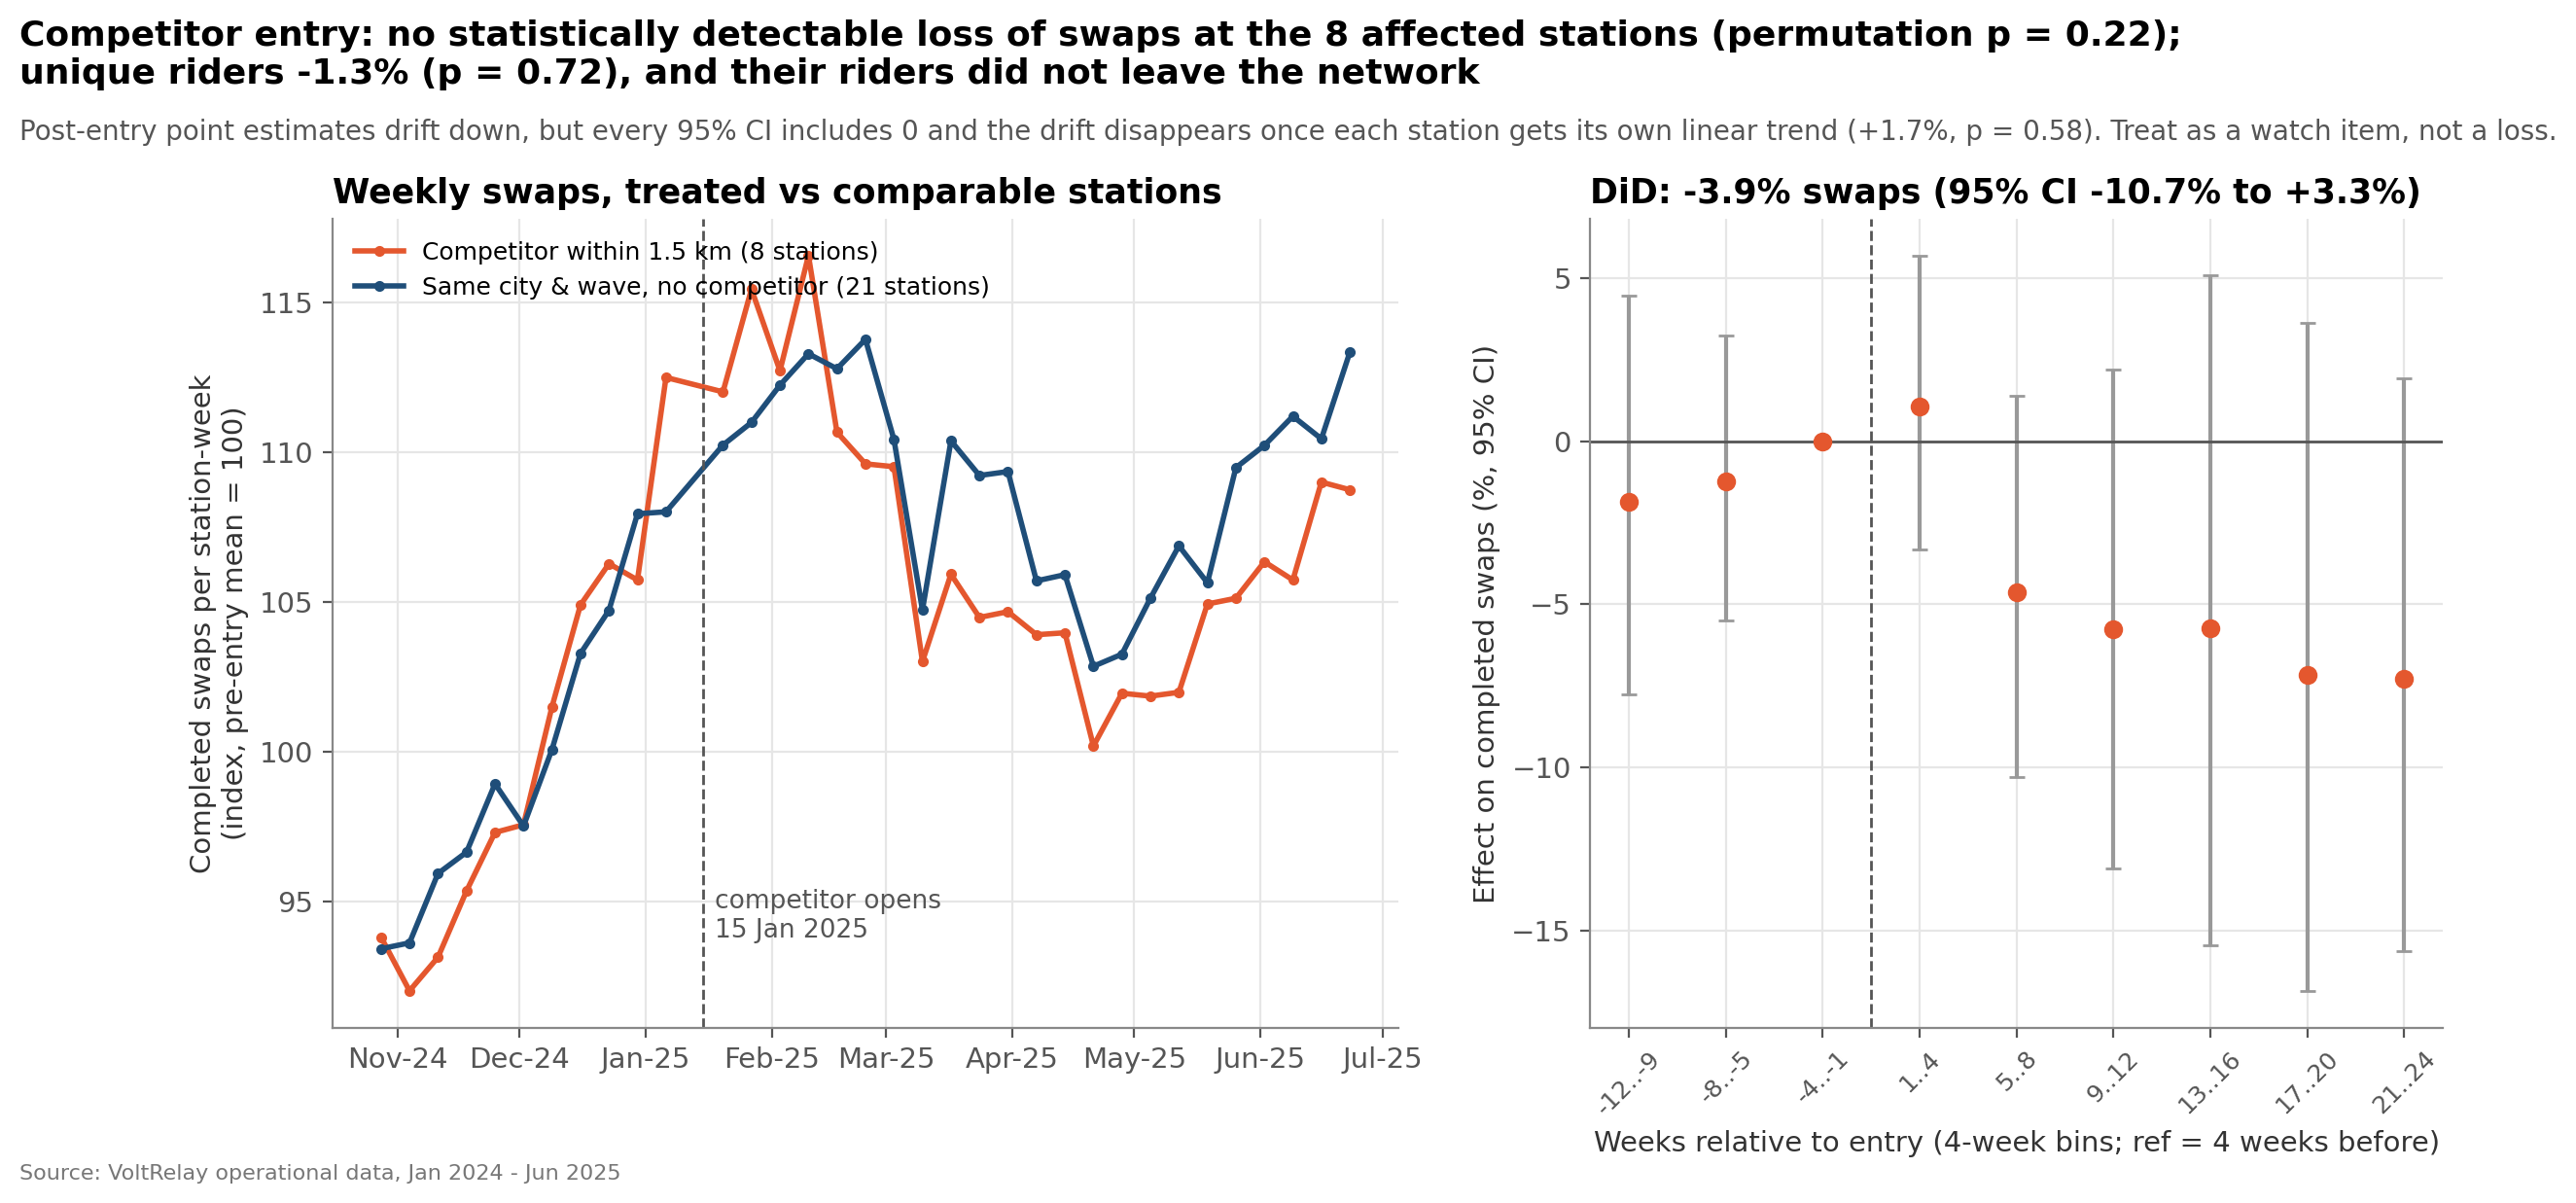 Competitor entry: no statistically detectable loss of swaps at the 8 affected stations (permutation p = 0.22);
unique riders -1.3% (p = 0.72), and their riders did not leave the network
Post-entry point estimates drift down, but every 95% CI includes 0 and the drift disappears once each station gets its own linear trend (+1.7%, p = 0.58). Treat as a watch item, not a loss.
Weekly swaps, treated vs comparable stations
Competitor within 1.5 km (8 stations)
Same city & wave, no competitor (21 stations)
Completed swaps per station-week
(index, pre-entry mean = 100)
115
110
105
100
95
competitor opens
15 Jan 2025
Nov-24 Dec-24 Jan-25 Feb-25 Mar-25 Apr-25 May-25 Jun-25 Jul-25
DiD: -3.9% swaps (95% CI -10.7% to +3.3%)
Effect on completed swaps (%, 95% CI)
5
0
−5
−10
−15
-12..-9 -8..-5 -4..-1 1..4 5..8 9..12 13..16 17..20 21..24
Weeks relative to entry (4-week bins; ref = 4 weeks before)
Source: VoltRelay operational data, Jan 2024 - Jun 2025